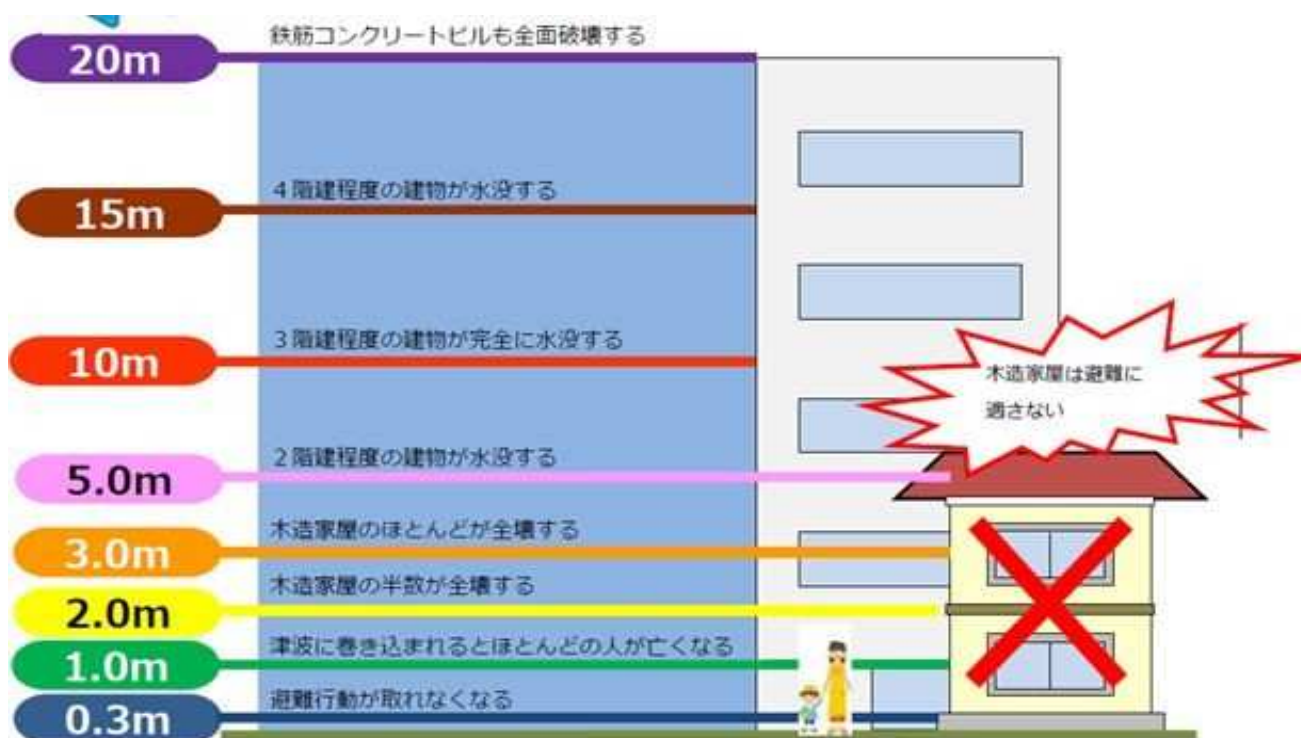 鉄筋コンクリートビルも全面破壊する
20m
４階建程度の建物が水没する
15m
３階建程度の建物が完全に水没する
10m
木造家屋は避難に
適さない
２階建程度の建物が水没する
5.0m
木造家屋のほとんどが全壊する
3.0m
木造家屋の半数が全壊する
2.0m
津波に巻き込まれるとほとんどの人が亡くなる
1.0m
避難行動が取れなくなる
0.3m